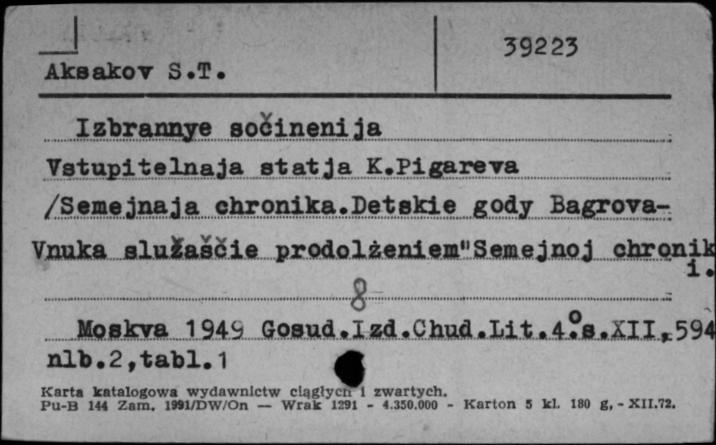 39223
Aksakov S.T.
Izbrannye sočinenija
Vstupitelnaja statja K.Pigareva
/Semejnaja chronika.Detskie gody Bagrova-
Vnuka služaščie prodolżeniem"Semejnoj chronik
i.
8
Moskva 1949 Gosud.Izd.Chud.Lit.4.° s.XII,594
nlb.2,tabl.1
Karta katalogowa wydawnictw ciągłych i zwartych.
Pu-B 144 Zam. 1991/DW/On — Wrak 1291 - 4.350.000 - Karton 5 kl. 180 g, - XII.72.